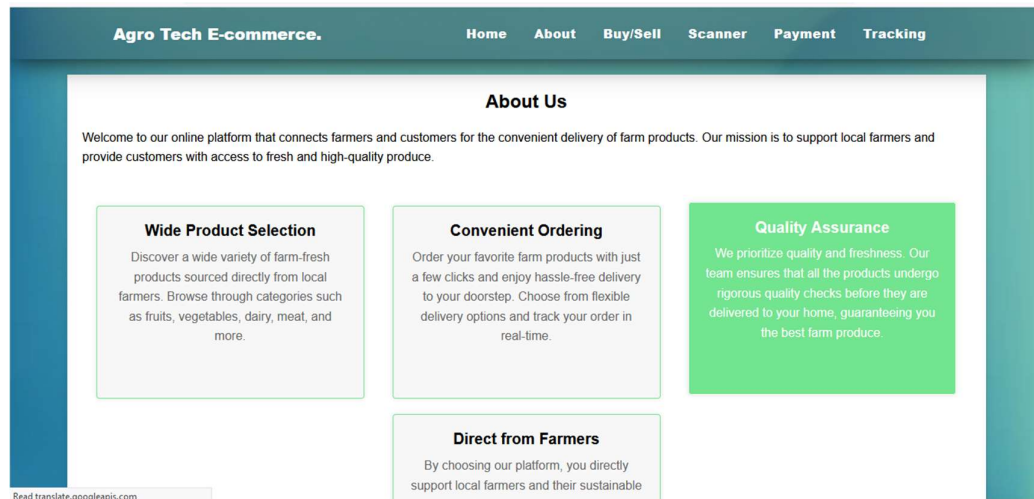 Agro Tech E-commerce.
Home About Buy/Sell Scanner Payment Tracking
About Us
Welcome to our online platform that connects farmers and customers for the convenient delivery of farm products. Our mission is to support local farmers and
provide customers with access to fresh and high-quality produce.
Wide Product Selection
Discover a wide variety of farm-fresh
products sourced directly from local
farmers. Browse through categories such
as fruits, vegetables, dairy, meat, and
more.
Convenient Ordering
Order your favorite farm products with just
a few clicks and enjoy hassle-free delivery
to your doorstep. Choose from flexible
delivery options and track your order in
real-time.
Quality Assurance
We prioritize quality and freshness. Our
team ensures that all the products undergo
rigorous quality checks before they are
delivered to your home, guaranteeing you
the best farm produce.
Direct from Farmers
By choosing our platform, you directly
support local farmers and their sustainable
Read translate.googleapis.com